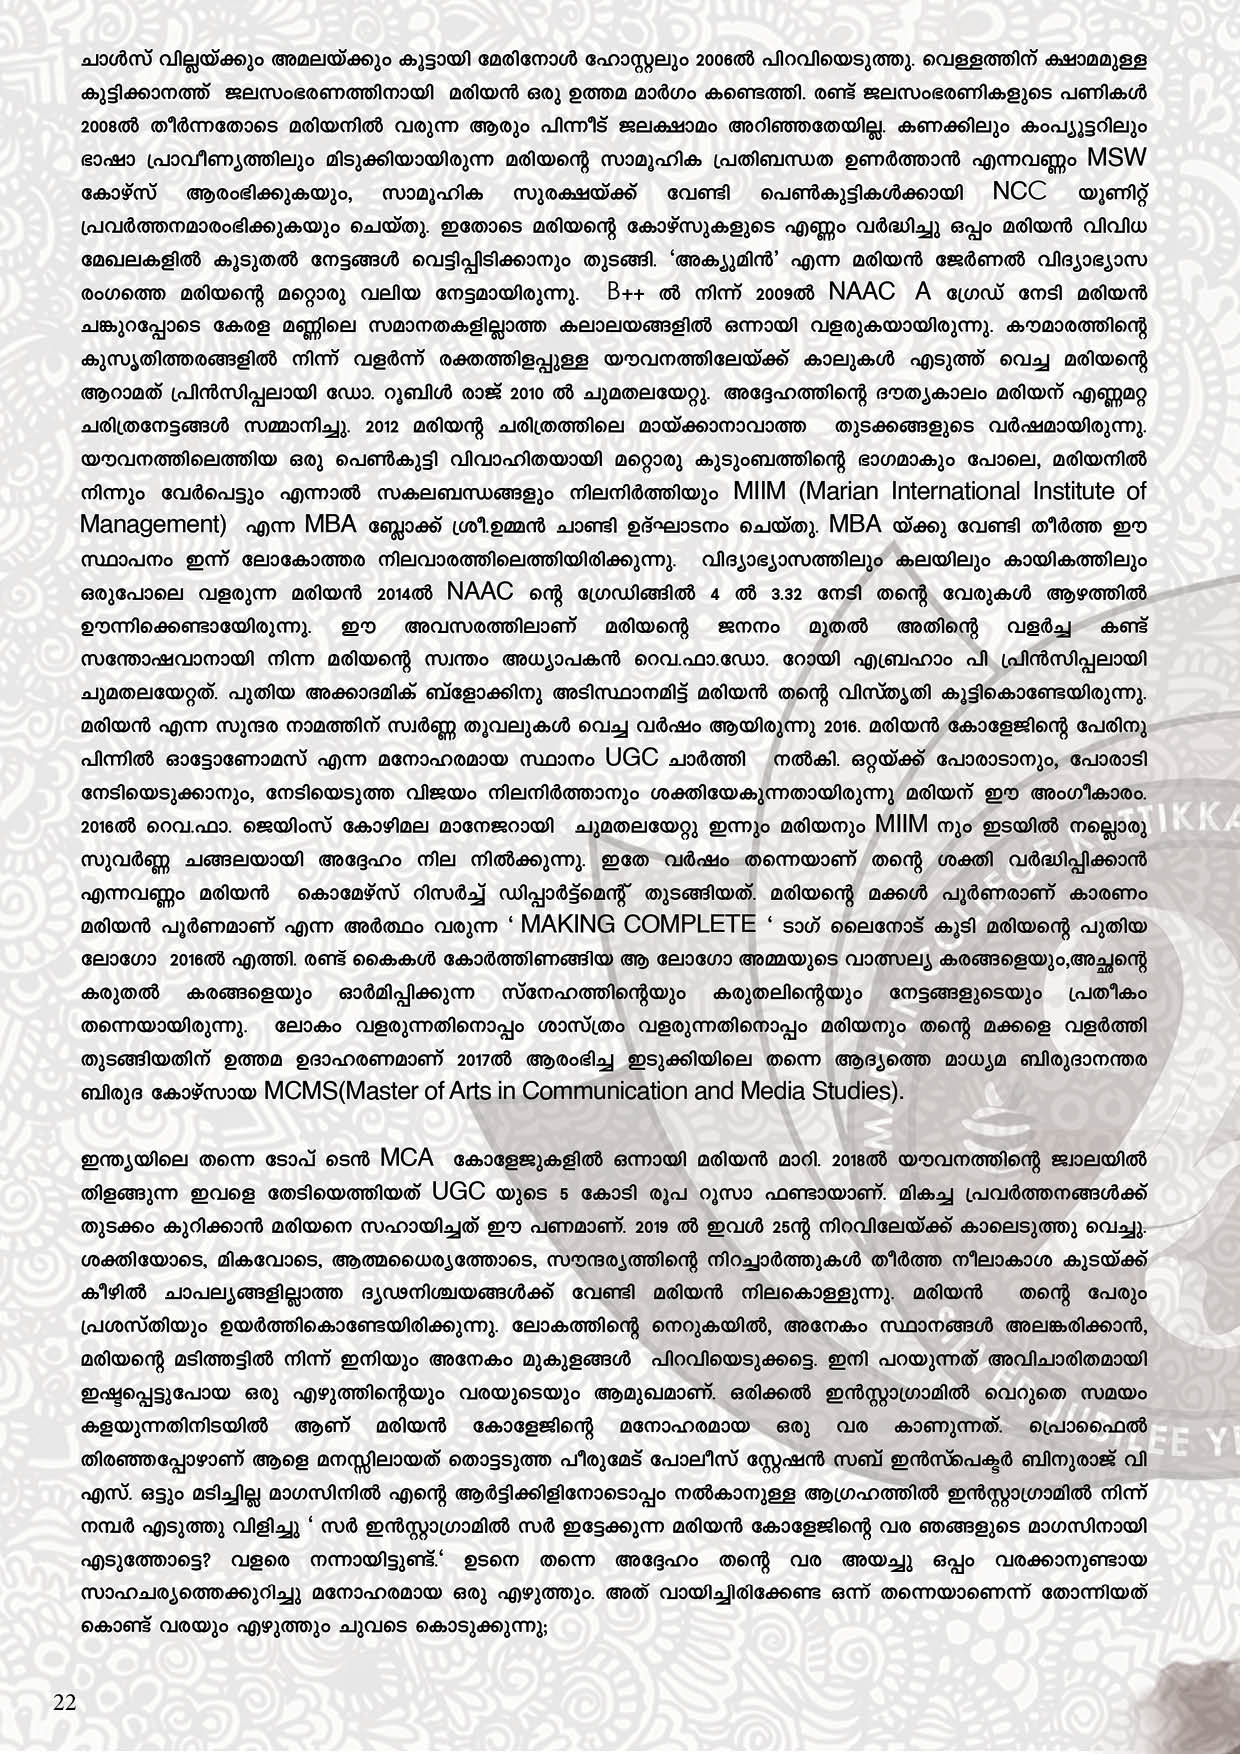 ചാൾസ് വില്ലയ്ക്കും അമലയ്ക്കും കൂട്ടായി മേരിനോൾ ഹോസ്റ്റലും 2006ൽ പിറവിയെടുത്തു. വെള്ളത്തിന് ക്ഷാമമുള്ള
കുട്ടിക്കാനത്ത് ജലസംഭരണത്തിനായി മരിയൻ ഒരു ഉത്തമ മാർഗം കണ്ടെത്തി. രണ്ട് ജലസംഭരണികളുടെ പണികൾ
2008ൽ തീർന്നതോടെ മരിയനിൽ വരുന്ന ആരും പിന്നീട് ജലക്ഷാമം അറിഞ്ഞതേയില്ല. കണക്കിലും കംപ്യൂട്ടറിലും
ഭാഷാ പ്രാവീണ്യത്തിലും മിടുക്കിയായിരുന്ന മരിയന്റെ സാമൂഹിക പ്രതിബന്ധത ഉണർത്താൻ എന്നവണ്ണം MSW
കോഴ്സ് ആരംഭിക്കുകയും, സാമൂഹിക സുരക്ഷയ്ക്ക് വേണ്ടി പെൺകുട്ടികൾക്കായി NCC യൂണിറ്റ്
പ്രവർത്തനമാരംഭിക്കുകയും ചെയ്തു. ഇതോടെ മരിയന്റെ കോഴ്സുകളുടെ എണ്ണം വർദ്ധിച്ചു ഒപ്പം മരിയൻ വിവിധ
മേഖലകളിൽ കൂടുതൽ നേട്ടങ്ങൾ വെട്ടിപ്പിടിക്കാനും തുടങ്ങി. ‘അക്യുമിൻ’ എന്ന മരിയൻ ജേർണൽ വിദ്യാഭ്യാസ
രംഗത്തെ മരിയന്റെ മറ്റൊരു വലിയ നേട്ടമായിരുന്നു. B++ ൽ നിന്ന് 2009ൽ NAAC A ഗ്രേഡ് നേടി മരിയൻ
ചങ്കുറപ്പോടെ കേരള മണ്ണിലെ സമാനതകളില്ലാത്ത കലാലയങ്ങളിൽ ഒന്നായി വളരുകയായിരുന്നു. കൗമാരത്തിന്റെ
കുസൃതിത്തരങ്ങളിൽ നിന്ന് വളർന്ന് രക്തത്തിളപ്പുള്ള യൗവനത്തിലേയ്ക്ക് കാലുകൾ എടുത്ത് വെച്ച മരിയന്റെ
ആറാമത് പ്രിൻസിപ്പലായി ഡോ. റൂബിൾ രാജ് 2010 ൽ ചുമതലയേറ്റു. അദ്ദേഹത്തിന്റെ ദൗത്യകാലം മരിയന് എണ്ണമറ്റ
ചരിത്രനേട്ടങ്ങൾ സമ്മാനിച്ചു. 2012 മരിയന്റ ചരിത്രത്തിലെ മായ്ക്കാനാവാത്ത തുടക്കങ്ങളുടെ വർഷമായിരുന്നു.
യൗവനത്തിലെത്തിയ ഒരു പെൺകുട്ടി വിവാഹിതയായി മറ്റൊരു കുടുംബത്തിന്റെ ഭാഗമാകും പോലെ, മരിയനിൽ
നിന്നും വേർപെട്ടും എന്നാൽ സകലബന്ധങ്ങളും നിലനിർത്തിയും MIIM (Marian International Institute of
Management) എന്ന MBA ബ്ലോക്ക് ശ്രീ.ഉമ്മൻ ചാണ്ടി ഉദ്ഘാടനം ചെയ്തു. MBA യ്ക്കു വേണ്ടി തീർത്ത ഈ
സ്ഥാപനം ഇന്ന് ലോകോത്തര നിലവാരത്തിലെത്തിയിരിക്കുന്നു. വിദ്യാഭ്യാസത്തിലും കലയിലും കായികത്തിലും
ഒരുപോലെ വളരുന്ന മരിയൻ 2014ൽ NAAC ന്റെ ഗ്രേഡിങ്ങിൽ 4 ൽ 3.32 നേടി തന്റെ വേരുകൾ ആഴത്തിൽ
ഊന്നിക്കെണ്ടായേിരൂന്നു. ഈ അവസരത്തിലാണ് മരിയന്റെ ജനനം മുതൽ അതിന്റെ വളർച്ച കണ്ട്
സന്തോഷവാനായി നിന്ന മരിയന്റെ സ്വന്തം അധ്യാപകൻ റെവ.ഫാ.ഡോ. റോയി എബ്രഹാം പി പ്രിൻസിപ്പലായി
ചുമതലയേറ്റത്. പുതിയ അക്കാദമിക് ബ്ളോക്കിനു അടിസ്ഥാനമിട്ട് മരിയൻ തന്റെ വിസ്തൃതി കൂട്ടികൊണ്ടേയിരുന്നു.
മരിയൻ എന്ന സുന്ദര നാമത്തിന് സ്വർണ്ണ തൂവലുകൾ വെച്ച വർഷം ആയിരുന്നു 2016. മരിയൻ കോളേജിന്റെ പേരിനു
പിന്നിൽ ഓട്ടോണോമസ് എന്ന മനോഹരമായ സ്ഥാനം UGC ചാർത്തി നൽകി. ഒറ്റയ്ക്ക് പോരാടാനും, പോരാടി
നേടിയെടുക്കാനും, നേടിയെടുത്ത വിജയം നിലനിർത്താനും ശക്തിയേകുന്നതായിരുന്നു മരിയന് ഈ അംഗീകാരം.
2016ൽ റെവ.ഫാ. ജെയിംസ് കോഴിമല മാനേജറായി ചുമതലയേറ്റു ഇന്നും മരിയനും MIIM നും ഇടയിൽ നല്ലൊരു
സുവർണ്ണ ചങ്ങലയായി അദ്ദേഹം നില നിൽക്കുന്നു. ഇതേ വർഷം തന്നെയാണ് തന്റെ ശക്തി വർദ്ധിപ്പിക്കാൻ
എന്നവണ്ണം മരിയൻ കൊമേഴ്സ് റിസർച്ച് ഡിപ്പാർട്ട്മെന്റ് തുടങ്ങിയത്. മരിയന്റെ മക്കൾ പൂർണരാണ് കാരണം
മരിയൻ പൂർണമാണ് എന്ന അർത്ഥം വരുന്ന ‘ MAKING COMPLETE ‘ ടാഗ് ലൈനോട് കൂടി മരിയന്റെ പുതിയ
ലോഗോ 2016ൽ എത്തി. രണ്ട് കൈകൾ കോർത്തിണങ്ങിയ ആ ലോഗോ അമ്മയുടെ വാത്സല്യ കരങ്ങളെയും,അച്ഛന്റെ
കരുതൽ കരങ്ങളെയും ഓർമിപ്പിക്കുന്ന സ്നേഹത്തിന്റെയും കരുതലിന്റെയും നേട്ടങ്ങളുടെയും പ്രതീകം
തന്നെയായിരുന്നു. ലോകം വളരുന്നതിനൊപ്പം ശാസ്ത്രം വളരുന്നതിനൊപ്പം മരിയനും തന്റെ മക്കളെ വളർത്തി
തുടങ്ങിയതിന് ഉത്തമ ഉദാഹരണമാണ് 2017ൽ ആരംഭിച്ച ഇടുക്കിയിലെ തന്നെ ആദ്യത്തെ മാധ്യമ ബിരുദാനന്തര
ബിരുദ കോഴ്സായ MCMS(Master of Arts in Communication and Media Studies).
ഇന്ത്യയിലെ തന്നെ ടോപ് ടെൻ MCA കോളേജുകളിൽ ഒന്നായി മരിയൻ മാറി. 2018ൽ യൗവനത്തിന്റെ ജ്വാലയിൽ
തിളങ്ങുന്ന ഇവളെ തേടിയെത്തിയത് UGC യുടെ 5 കോടി രൂപ റൂസാ ഫണ്ടായാണ്. മികച്ച പ്രവർത്തനങ്ങൾക്ക്
തുടക്കം കുറിക്കാൻ മരിയനെ സഹായിച്ചത് ഈ പണമാണ്. 2019 ൽ ഇവൾ 25ന്റ നിറവിലേയ്ക്ക് കാലെടുത്തു വെച്ചു.
ശക്തിയോടെ, മികവോടെ, ആത്മധൈര്യത്തോടെ, സൗന്ദര്യത്തിന്റെ നിറച്ചാർത്തുകൾ തീർത്ത നീലാകാശ കുടയ്ക്ക്
കീഴിൽ ചാപല്യങ്ങളില്ലാത്ത ദൃഢനിശ്ചയങ്ങൾക്ക് വേണ്ടി മരിയൻ നിലകൊള്ളുന്നു. മരിയൻ തന്റെ പേരും
പ്രശസ്തിയും ഉയർത്തികൊണ്ടേയിരിക്കുന്നു. ലോകത്തിന്റെ നെറുകയിൽ, അനേകം സ്ഥാനങ്ങൾ അലങ്കരിക്കാൻ,
മരിയന്റെ മടിത്തട്ടിൽ നിന്ന് ഇനിയും അനേകം മുകുളങ്ങൾ പിറവിയെടുക്കട്ടെ. ഇനി പറയുന്നത് അവിചാരിതമായി
ഇഷ്ടപ്പെട്ടുപോയ ഒരു എഴുത്തിന്റെയും വരയുടെയും ആമുഖമാണ്. ഒരിക്കൽ ഇൻസ്റ്റാഗ്രാമിൽ വെറുതെ സമയം
കളയുന്നതിനിടയിൽ ആണ് മരിയൻ കോളേജിന്റെ മനോഹരമായ ഒരു വര കാണുന്നത്. പ്രൊഫൈൽ
തിരഞ്ഞപ്പോഴാണ് ആളെ മനസ്സിലായത് തൊട്ടടുത്ത പീരുമേട് പോലീസ് സ്റ്റേഷൻ സബ് ഇൻസ്പെക്ടർ ബിനുരാജ് വി
എസ്. ഒട്ടും മടിച്ചില്ല മാഗസിനിൽ എന്റെ ആർട്ടിക്കിളിനോടൊപ്പം നൽകാനുള്ള ആഗ്രഹത്തിൽ ഇൻസ്റ്റാഗ്രാമിൽ നിന്ന്
നമ്പർ എടുത്തു വിളിച്ചു ‘ സർ ഇൻസ്റ്റാഗ്രാമിൽ സർ ഇട്ടേക്കുന്ന മരിയൻ കോളേജിന്റെ വര ഞങ്ങളുടെ മാഗസിനായി
എടുത്തോട്ടെ? വളരെ നന്നായിട്ടുണ്ട്.‘ ഉടനെ തന്നെ അദ്ദേഹം തന്റെ വര അയച്ചു ഒപ്പം വരക്കാനുണ്ടായ
സാഹചര്യത്തെക്കുറിച്ചു മനോഹരമായ ഒരു എഴുത്തും. അത് വായിച്ചിരിക്കേണ്ട ഒന്ന് തന്നെയാണെന്ന് തോന്നിയത്
കൊണ്ട് വരയും എഴുത്തും ചുവടെ കൊടുക്കുന്നു;
22